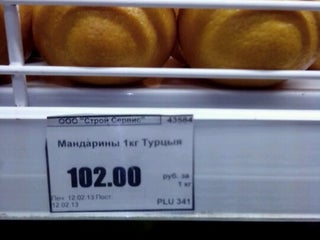 ООО "Строй Сервис" 43584
Мандарины 1кг Турцыя
102.00 руб. за
1 кг
Печ. 12.02.13 Пост.
12.02.13 PLU 341